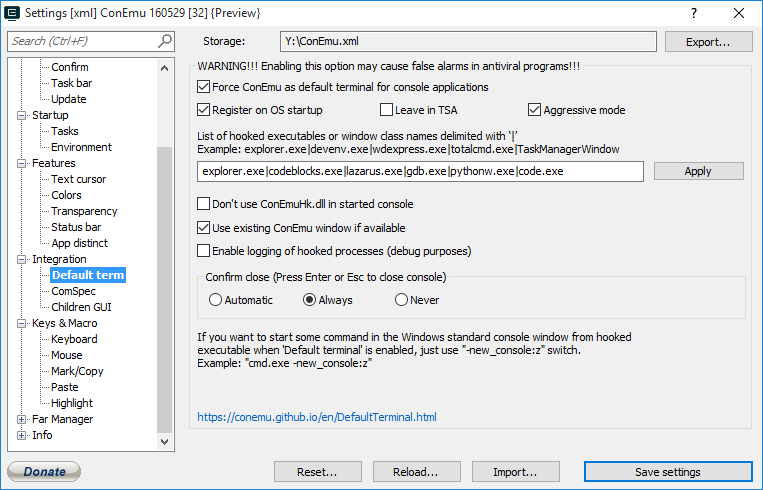 Settings [xml] ConEmu 160529 [32] {Preview}
Search (Ctrl+F)
Storage:
Y:\ConEmu.xml
Export...
Confirm
Task bar
Update
Startup
Tasks
Environment
Features
Text cursor
Colors
Transparency
Status bar
App distinct
Integration
Default term
ComSpec
Children GUI
Keys & Macro
Keyboard
Mouse
Mark/Copy
Paste
Highlight
Far Manager
Info
WARNING!!! Enabling this option may cause false alarms in antiviral programs!!!
Force ConEmu as default terminal for console applications
Register on OS startup
Leave in TSA
Aggressive mode
List of hooked executables or window class names delimited with ‘|’
Example: explorer.exe|devenv.exe|wdexpress.exe|totalcmd.exe|TaskManagerWindow
explorer.exe|codeblocks.exe|lazarus.exe|gdb.exe|pythonw.exe|code.exe
Apply
Don't use ConEmuHk.dll in started console
Use existing ConEmu window if available
Enable logging of hooked processes (debug purposes)
Confirm close (Press Enter or Esc to close console)
Automatic
Always
Never
If you want to start some command in the Windows standard console window from hooked
executable when 'Default terminal' is enabled, just use "-new_console:z" switch.
Example: "cmd.exe -new_console:z"
https://conemu.github.io/en/DefaultTerminal.html
Donate
Reset...
Reload...
Import...
Save settings